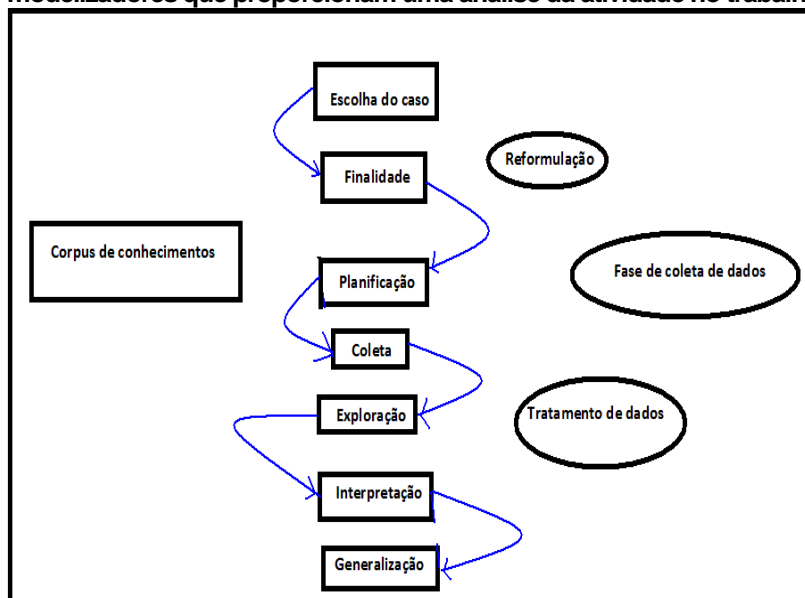 modelizadores que proporcionam uma análise da atividade no trabalh
Escolha do caso
Reformulação
Finalidade
Corpus de conhecimentos
Fase de coleta de dados
Planificação
Coleta
Exploração
Tratamento de dados
Interpretação
Generalização